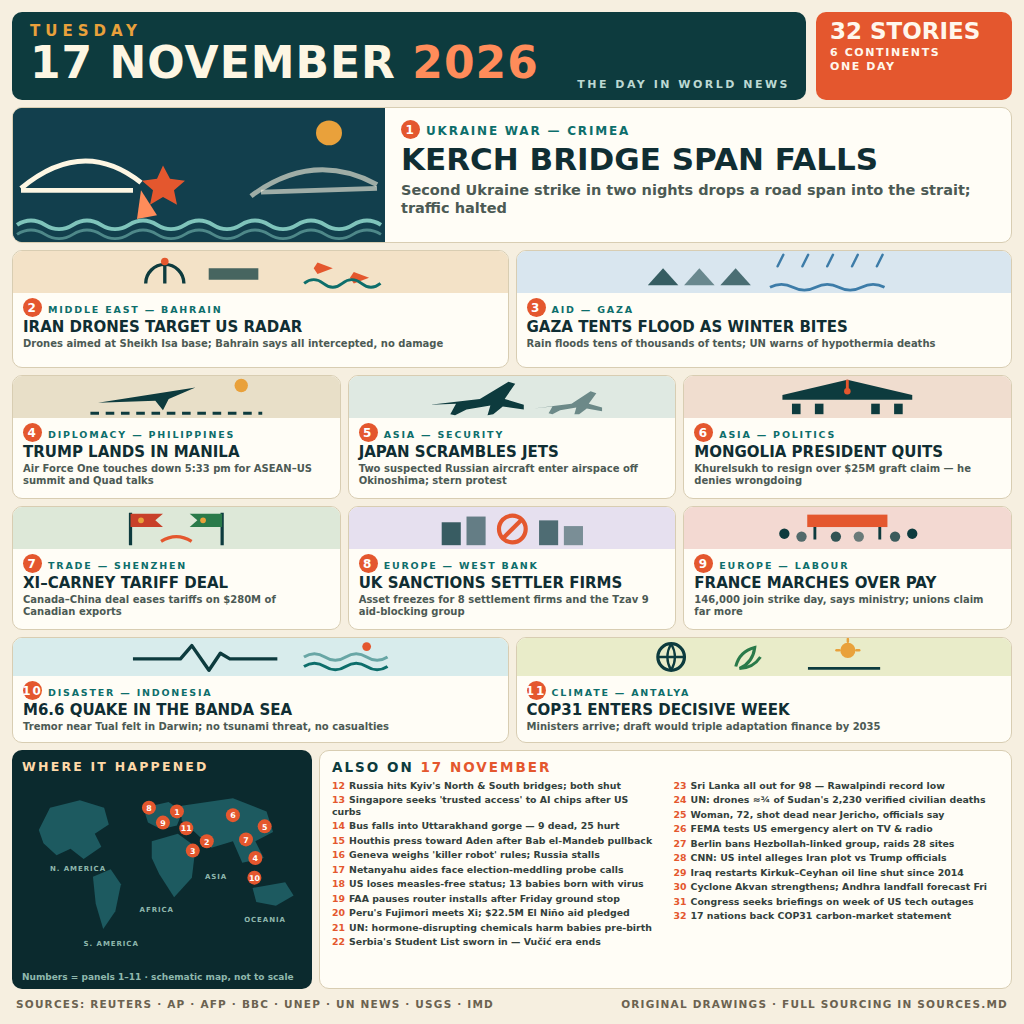 TUESDAY
17 NOVEMBER 2026
THE DAY IN WORLD NEWS
32 STORIES
6 CONTINENTS
ONE DAY
1 UKRAINE WAR — CRIMEA
KERCH BRIDGE SPAN FALLS
Second Ukraine strike in two nights drops a road span into the strait;
traffic halted
2 MIDDLE EAST — BAHRAIN
IRAN DRONES TARGET US RADAR
Drones aimed at Sheikh Isa base; Bahrain says all intercepted, no damage
3 AID — GAZA
GAZA TENTS FLOOD AS WINTER BITES
Rain floods tens of thousands of tents; UN warns of hypothermia deaths
4 DIPLOMACY — PHILIPPINES
TRUMP LANDS IN MANILA
Air Force One touches down 5:33 pm for ASEAN–US
summit and Quad talks
5 ASIA — SECURITY
JAPAN SCRAMBLES JETS
Two suspected Russian aircraft enter airspace off
Okinoshima; stern protest
6 ASIA — POLITICS
MONGOLIA PRESIDENT QUITS
Khurelsukh to resign over $25M graft claim — he
denies wrongdoing
7 TRADE — SHENZHEN
XI–CARNEY TARIFF DEAL
Canada–China deal eases tariffs on $280M of
Canadian exports
8 EUROPE — WEST BANK
UK SANCTIONS SETTLER FIRMS
Asset freezes for 8 settlement firms and the Tzav 9
aid-blocking group
9 EUROPE — LABOUR
FRANCE MARCHES OVER PAY
146,000 join strike day, says ministry; unions claim
far more
10 DISASTER — INDONESIA
M6.6 QUAKE IN THE BANDA SEA
Tremor near Tual felt in Darwin; no tsunami threat, no casualties
11 CLIMATE — ANTALYA
COP31 ENTERS DECISIVE WEEK
Ministers arrive; draft would triple adaptation finance by 2035
WHERE IT HAPPENED
8
1
6
9
11
5
2
7
3
4
N. AMERICA
ASIA
10
AFRICA
OCEANIA
S. AMERICA
Numbers = panels 1–11 · schematic map, not to scale
ALSO ON 17 NOVEMBER
12 Russia hits Kyiv's North & South bridges; both shut
13 Singapore seeks 'trusted access' to AI chips after US
curbs
14 Bus falls into Uttarakhand gorge — 9 dead, 25 hurt
15 Houthis press toward Aden after Bab el-Mandeb pullback
16 Geneva weighs 'killer robot' rules; Russia stalls
17 Netanyahu aides face election-meddling probe calls
18 US loses measles-free status; 13 babies born with virus
19 FAA pauses router installs after Friday ground stop
20 Peru's Fujimori meets Xi; $22.5M El Niño aid pledged
21 UN: hormone-disrupting chemicals harm babies pre-birth
22 Serbia's Student List sworn in — Vučić era ends
23 Sri Lanka all out for 98 — Rawalpindi record low
24 UN: drones ≈¾ of Sudan's 2,230 verified civilian deaths
25 Woman, 72, shot dead near Jericho, officials say
26 FEMA tests US emergency alert on TV & radio
27 Berlin bans Hezbollah-linked group, raids 28 sites
28 CNN: US intel alleges Iran plot vs Trump officials
29 Iraq restarts Kirkuk–Ceyhan oil line shut since 2014
30 Cyclone Akvan strengthens; Andhra landfall forecast Fri
31 Congress seeks briefings on week of US tech outages
32 17 nations back COP31 carbon-market statement
SOURCES: REUTERS · AP · AFP · BBC · UNEP · UN NEWS · USGS · IMD
ORIGINAL DRAWINGS · FULL SOURCING IN SOURCES.MD